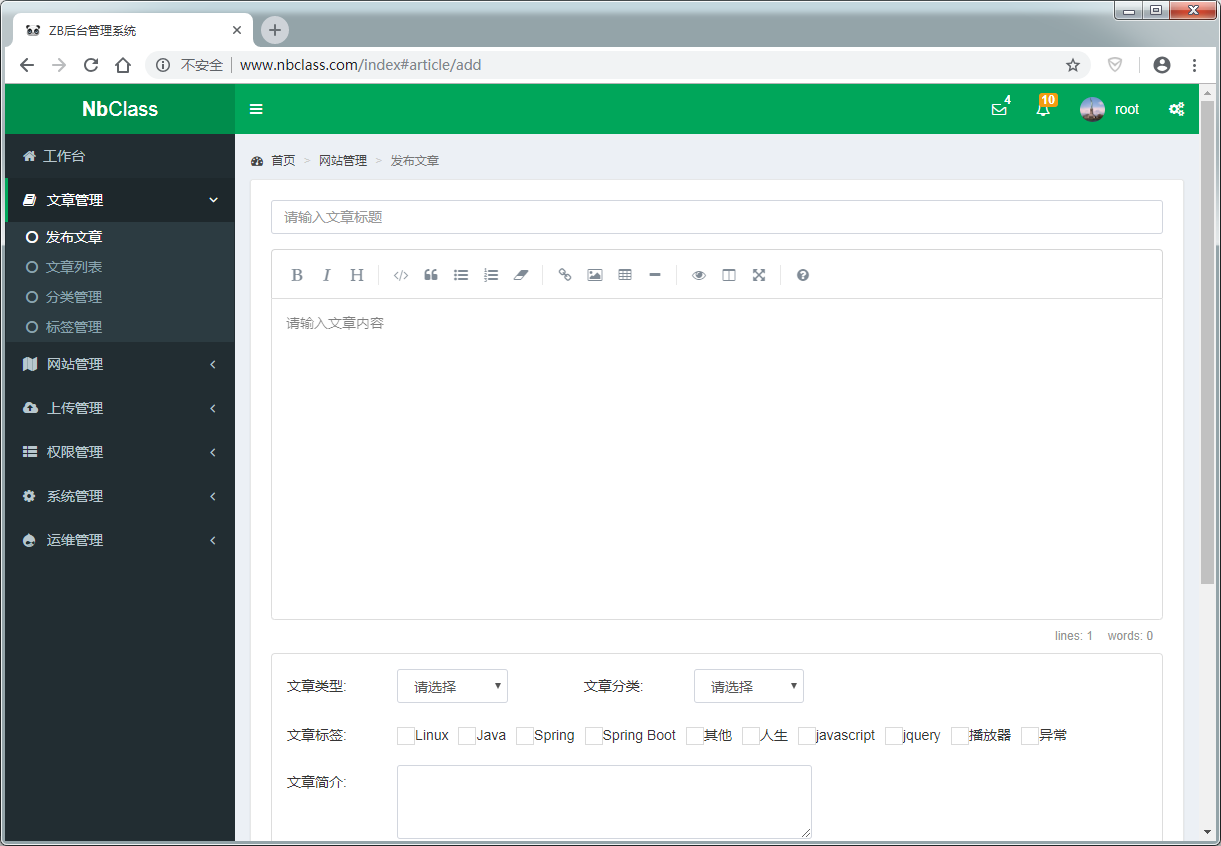 ZB后台管理系统
不安全 www.nbclass.com/index#article/add
NbClass
4
10
root
工作台
文章管理
发布文章
文章列表
分类管理
标签管理
网站管理
上传管理
权限管理
系统管理
运维管理
首页 > 网站管理 > 发布文章
请输入文章标题
B I H
请输入文章内容
lines: 1 words: 0
文章类型: 请选择 文章分类: 请选择
文章标签: Linux Java Spring Spring Boot 其他 人生 javascript jquery 播放器 异常
文章简介: